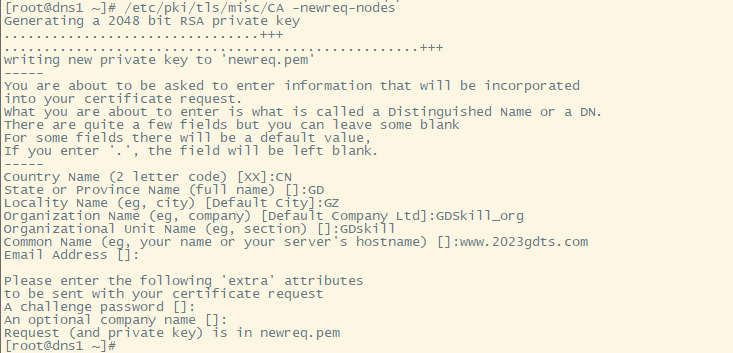 [root@dns1 ~]# /etc/pki/tls/misc/CA -newreq-nodes
Generating a 2048 bit RSA private key
................................+++
....................................................+++
writing new private key to 'newreq.pem'
-----
You are about to be asked to enter information that will be incorporated
into your certificate request.
What you are about to enter is what is called a Distinguished Name or a DN.
There are quite a few fields but you can leave some blank
For some fields there will be a default value,
If you enter '.', the field will be left blank.
-----
Country Name (2 letter code) [XX]:CN
State or Province Name (full name) []:GD
Locality Name (eg, city) [Default City]:GZ
Organization Name (eg, company) [Default Company Ltd]:GDSkill_org
Organizational Unit Name (eg, section) []:GDskill
Common Name (eg, your name or your server's hostname) []:www.2023gdts.com
Email Address []:
Please enter the following 'extra' attributes
to be sent with your certificate request
A challenge password []:
An optional company name []:
Request (and private key) is in newreq.pem
[root@dns1 ~]#